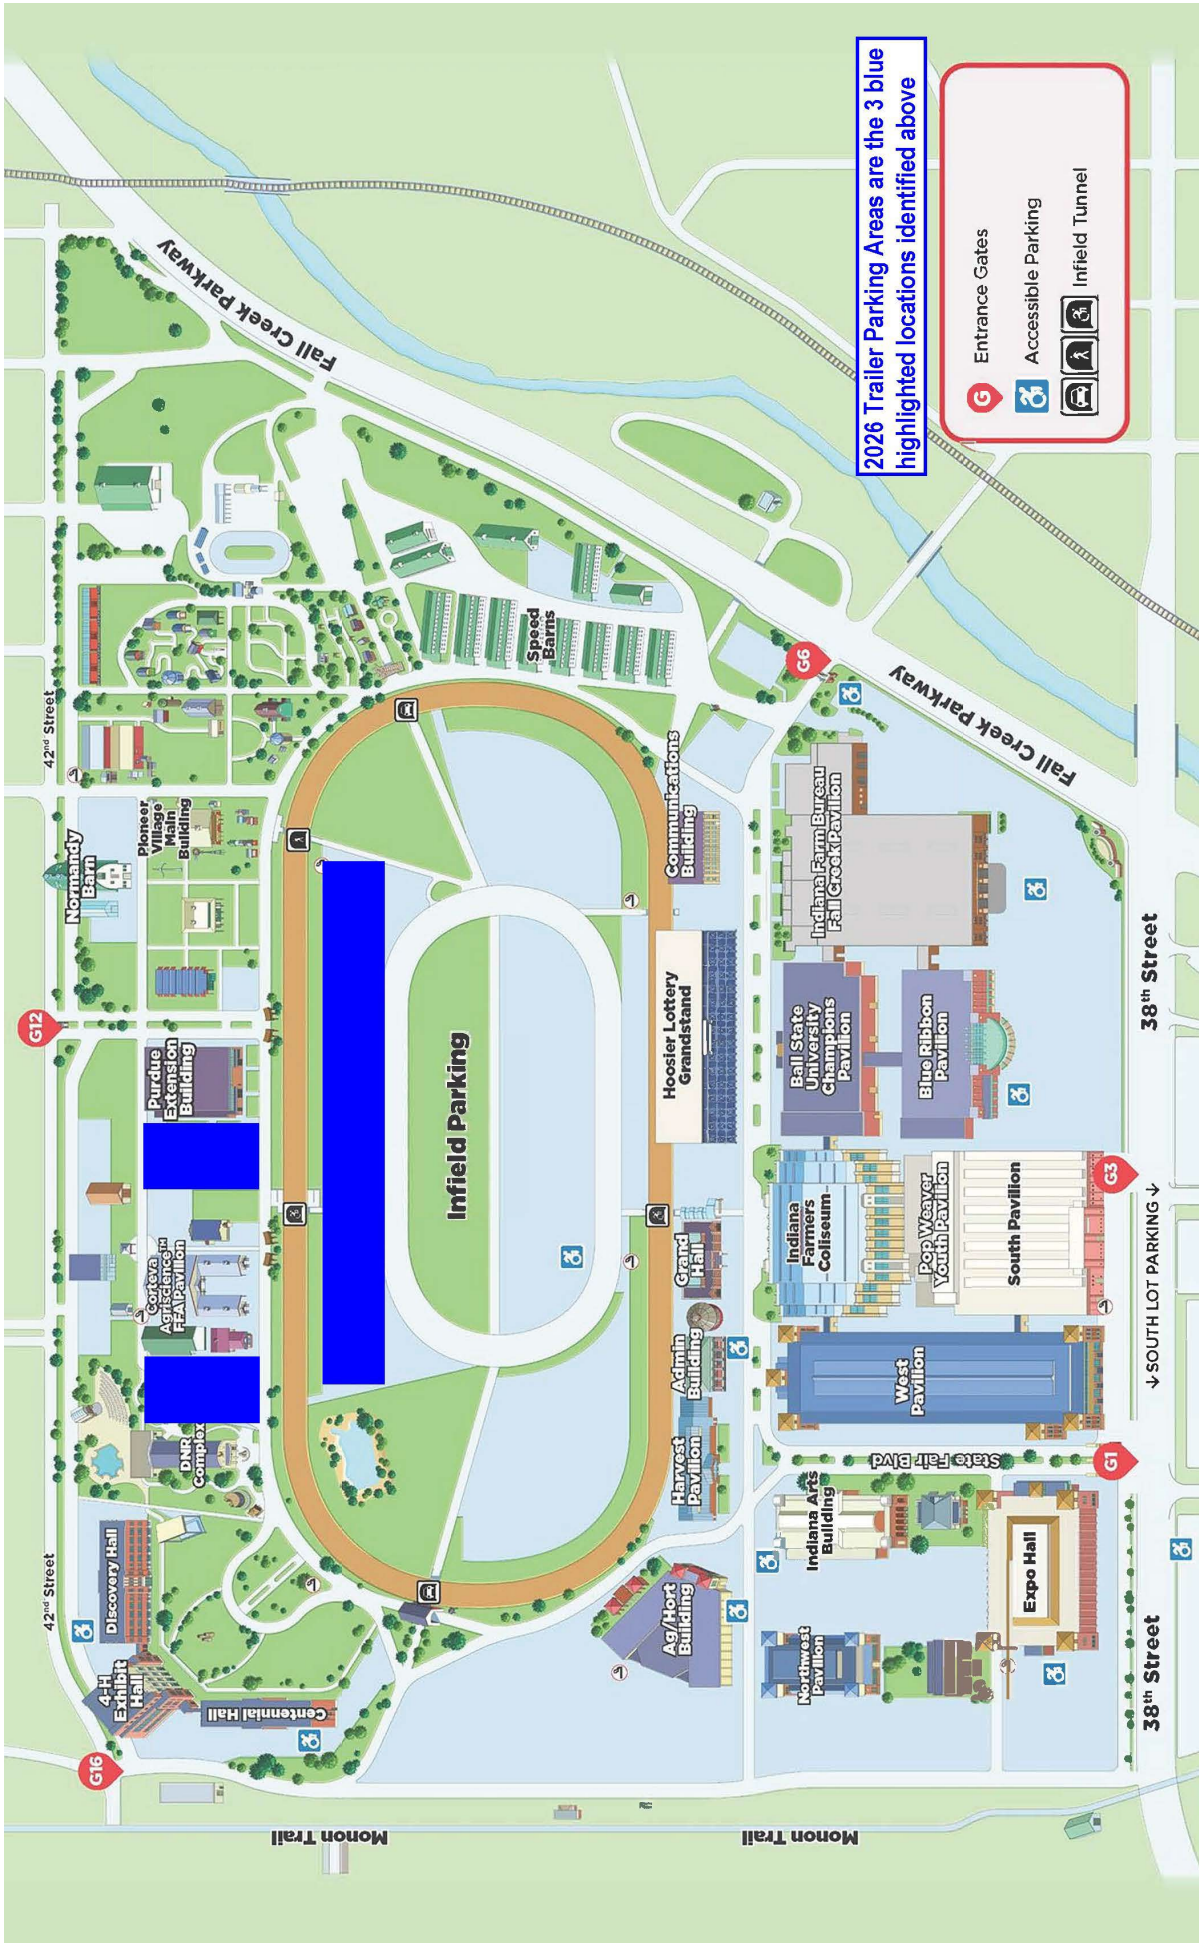 2026 Trailer Parking Areas are the 3 blue
highlighted locations identified above
G
Entrance Gates
Accessible Parking
Infield Tunnel
42nd Street
42nd Street
G16
G12
4-H
Exhibit
Hall
Discovery Hall
Centennial Hall
DNR
Complex
Corteva
Agriscience™
FFA Pavilion
Purdue
Extension
Building
Normandy
Barn
Pioneer
Village
Main
Building
Fall Creek Parkway
Speed
Barns
Infield Parking
Ag/Hort
Building
Harvest
Pavilion
Admin
Building
Grand
Hall
Hoosier Lottery
Grandstand
Communications
Building
G6
Fall Creek Parkway
Northwest
Pavilion
Indiana Arts
Building
Expo Hall
State Fair Blvd
West
Pavilion
Indiana
Farmers
Coliseum
Pop Weaver
Youth Pavilion
South Pavilion
Ball State
University
Champions
Pavilion
Blue Ribbon
Pavilion
Indiana Farm Bureau
Fall Creek Pavilion
G1
G3
38th Street
↓ SOUTH LOT PARKING ↓
38th Street
Monon Trail
Monon Trail